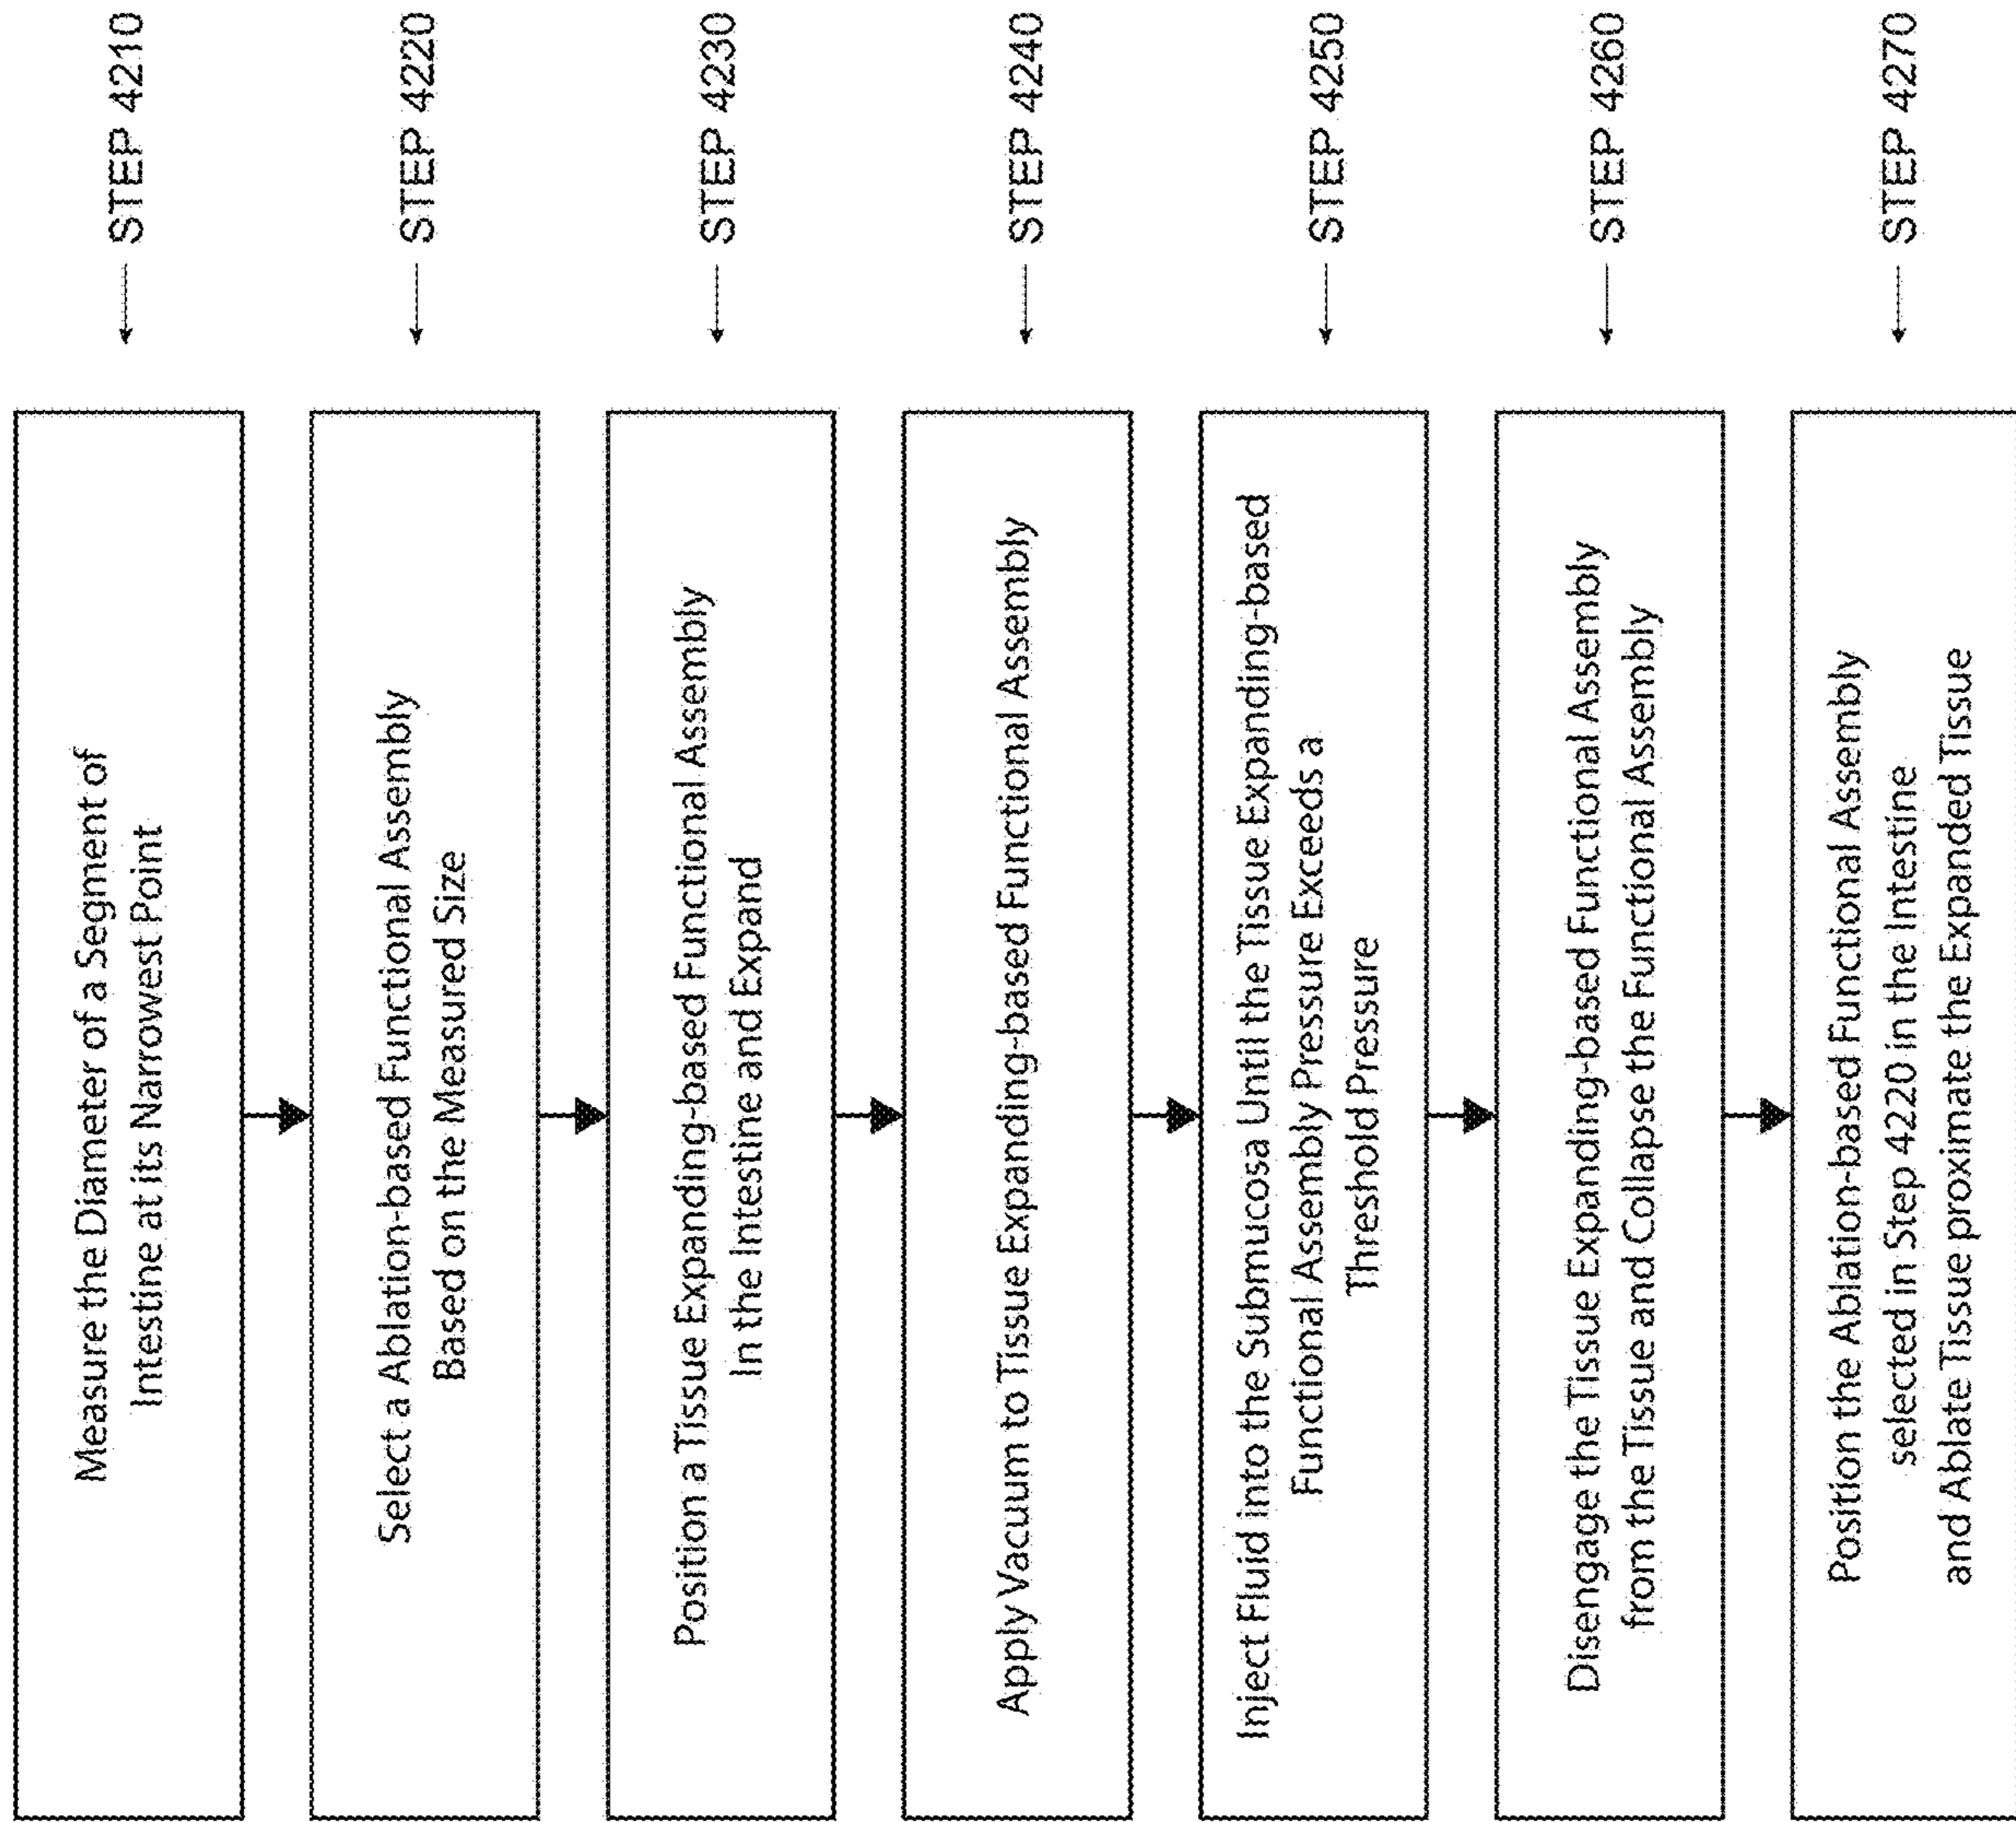 Measure the Diameter of a Segment of
Intestine at its Narrowest Point
STEP 4210
Select a Ablation-based Functional Assembly
Based on the Measured Size
STEP 4220
Position a Tissue Expanding-based Functional Assembly
In the Intestine and Expand
STEP 4230
Apply Vacuum to Tissue Expanding-based Functional Assembly
STEP 4240
Inject Fluid into the Submucosa Until the Tissue Expanding-based
Functional Assembly Pressure Exceeds a
Threshold Pressure
STEP 4250
Disengage the Tissue Expanding-based Functional Assembly
from the Tissue and Collapse the Functional Assembly
STEP 4260
Position the Ablation-based Functional Assembly
selected in Step 4220 in the Intestine
and Ablate Tissue proximate the Expanded Tissue
STEP 4270